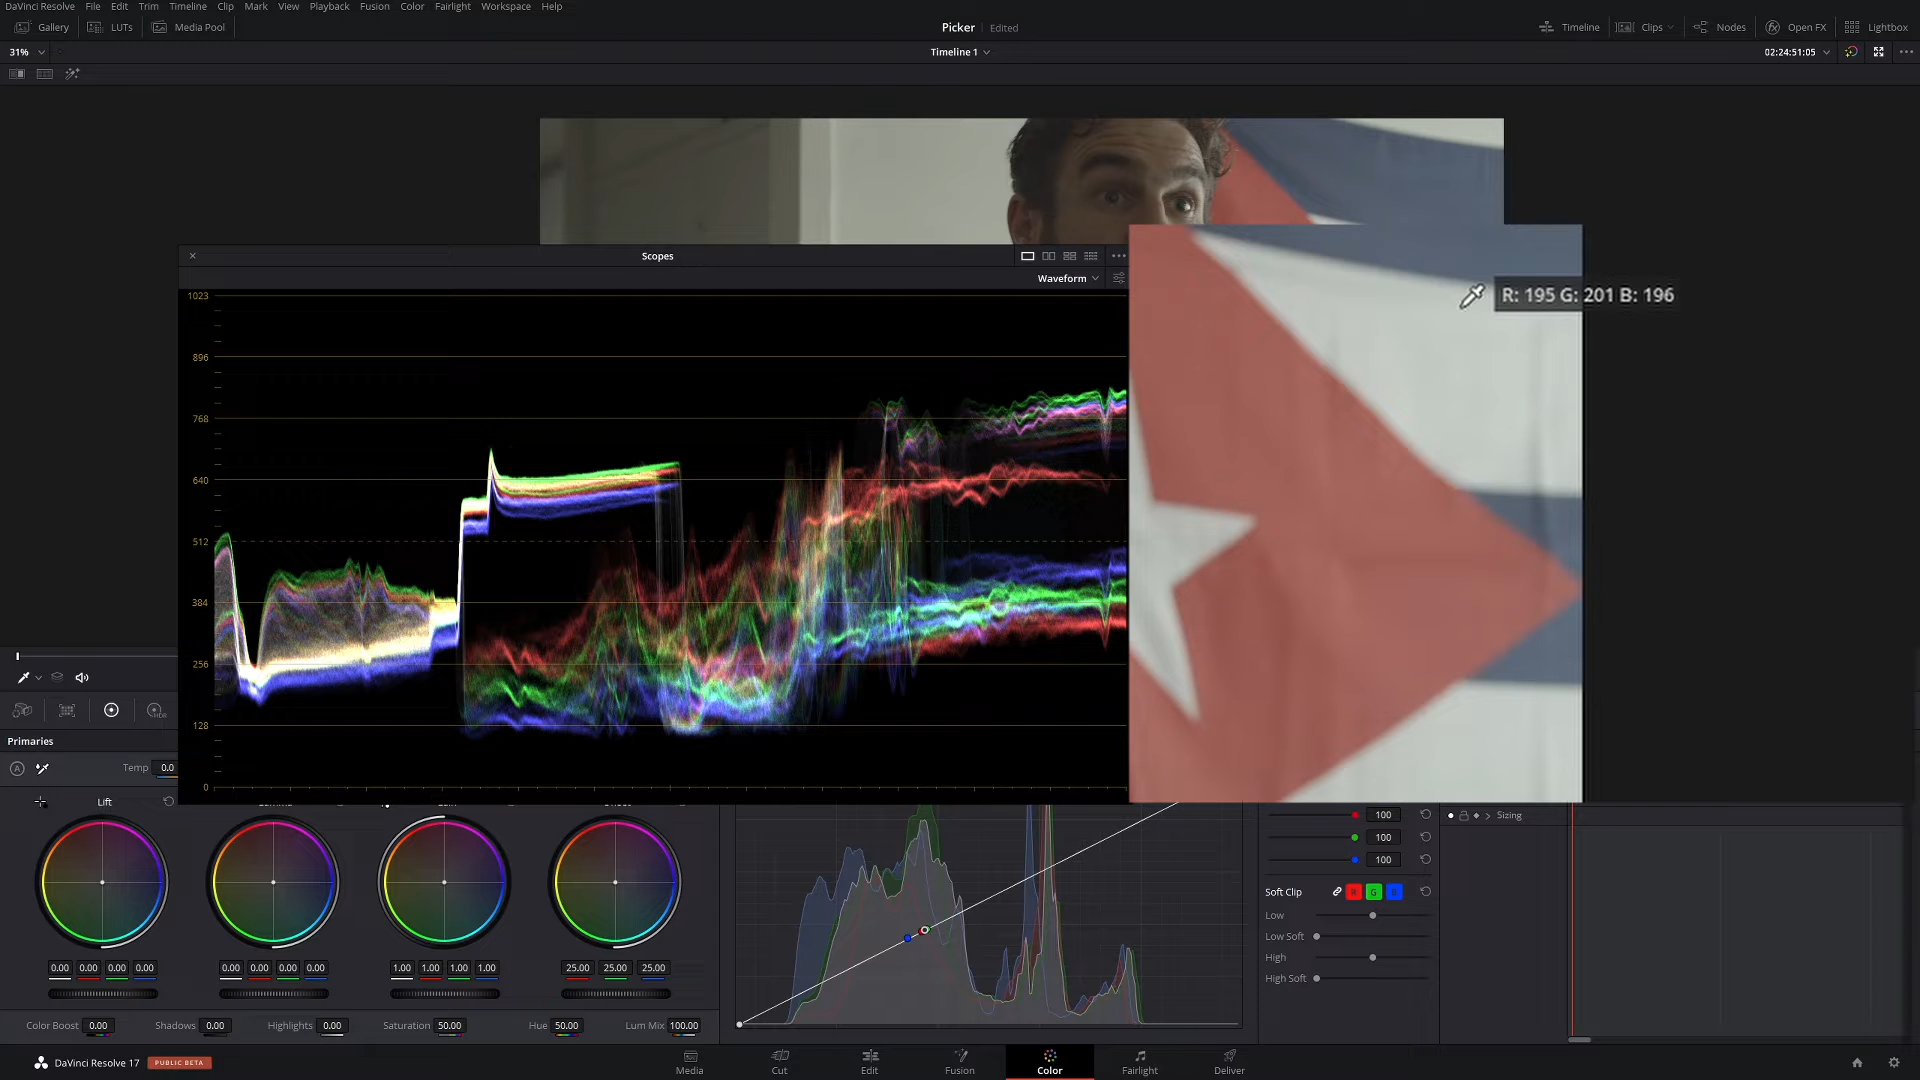 DaVinci Resolve File Edit Trim Timeline Clip Mark View Playback Fusion Color Fairlight Workspace Help
Gallery LUTs Media Pool Picker Edited Timeline Clips Nodes Open FX Lightbox
31% Timeline 1 02:24:51:05
Scopes
Waveform
1023
R: 195 G: 201 B: 196
896
768
640
512
384
256
128
0
HDR
Primaries
A Temp 0.0
Lift
100 Sizing
100
100
Soft Clip R G B
Low
Low Soft
High
High Soft
0.00 0.00 0.00 0.00 0.00 0.00 0.00 0.00 1.00 1.00 1.00 1.00 25.00 25.00 25.00
Color Boost 0.00 Shadows 0.00 Highlights 0.00 Saturation 50.00 Hue 50.00 Lum Mix 100.00
DaVinci Resolve 17 PUBLIC BETA Media Cut Edit Fusion Color Fairlight Deliver